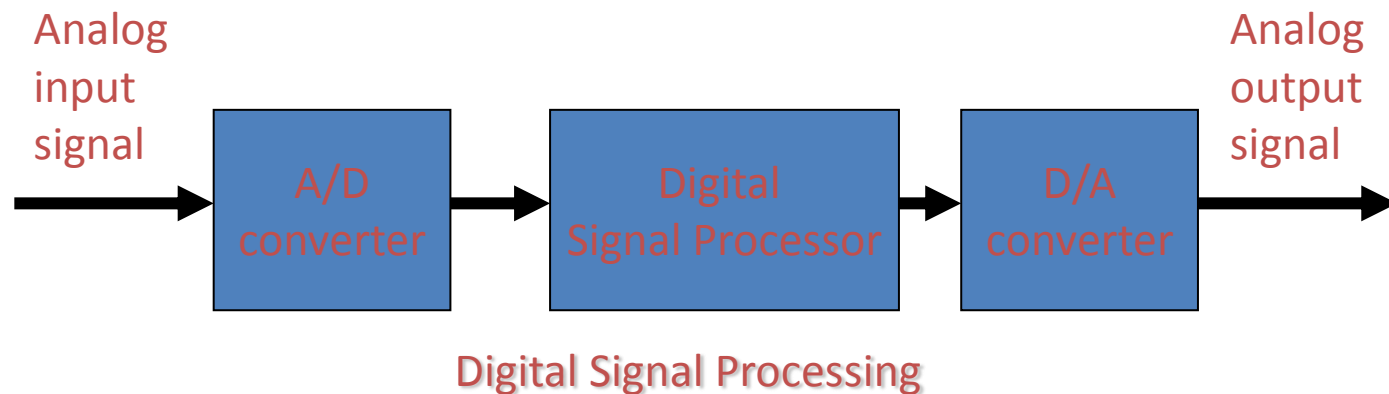 Analog
input
signal
A/D
converter
Digital
Signal Processor
D/A
converter
Analog
output
signal
Digital Signal Processing